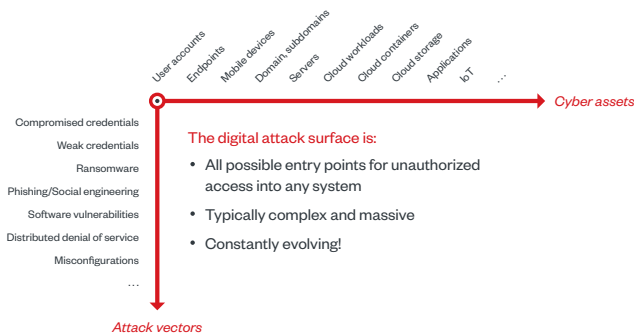 User accounts
Endpoints
Mobile devices
Domain, subdomains
Servers
Cloud workloads
Cloud containers
Cloud storage
Applications
IoT
...
Cyber assets
Compromised credentials
Weak credentials
Ransomware
Phishing/Social engineering
Software vulnerabilities
Distributed denial of service
Misconfigurations
...
The digital attack surface is:
• All possible entry points for unauthorized
access into any system
• Typically complex and massive
• Constantly evolving!
Attack vectors